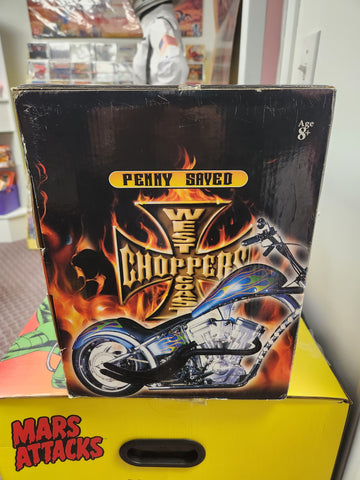 Age
8+
PENNY SAVED
WEST COAST
CHOPPERS
MARS
ATTACKS